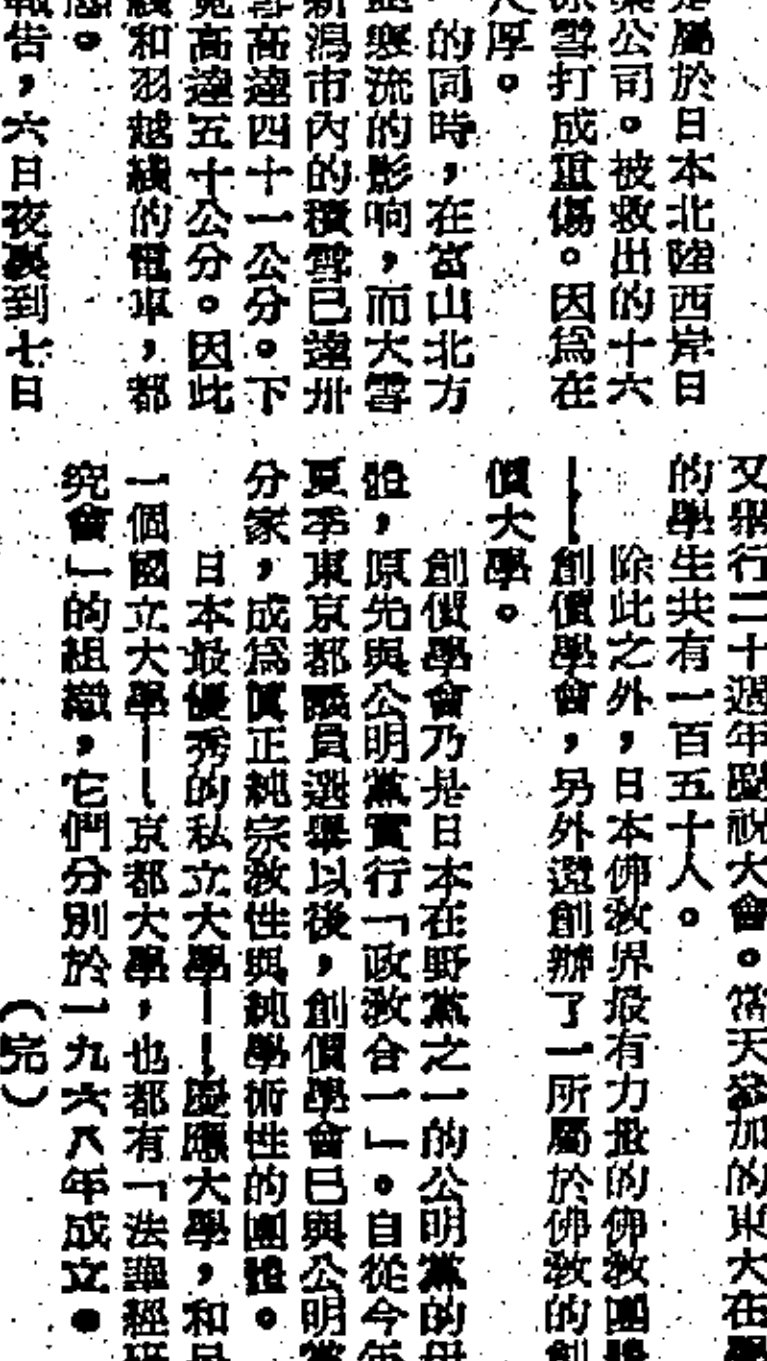 是屬於日本北陸西岸日
業公司。被救出的十六
冰雪打成重傷。因爲在
尺厚。
的同時，在富山北方
寒流的影响，而大雪
新潟市內的積雪已達卅
高達四十一公分。下
竟高達五十公分。因此
綫和羽越綫的電車，都
報告，六日夜裏到七日
又舉行二十週年慶祝大會。當天參加的東大在學
的學生共有一百五十人。
除此之外，日本佛教界最有力量的佛教團體
——創價學會，另外還創辦了一所屬於佛教的創
價大學。
創價學會乃是日本在野黨之一的公明黨的母
體，原先與公明黨實行「政教合一」。自從今年
夏季東京都議員選舉以後，創價學會已與公明黨
分家，成爲眞正純宗教性與純學術性的團體。
日本最優秀的私立大學——慶應大學，和另
一個國立大學——京都大學，也都有「法華經研
究會」的組織，它們分別於一九六八年成立。
（完）